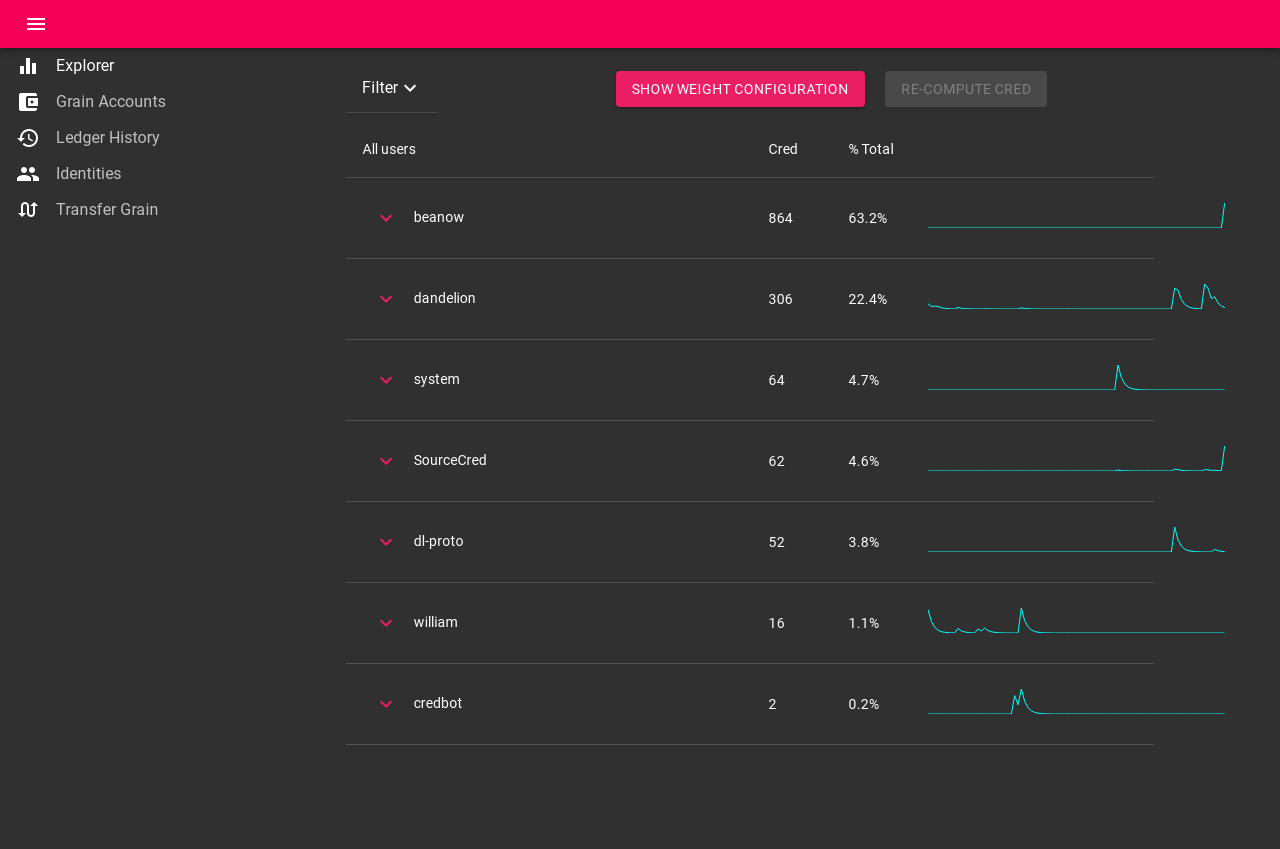 Explorer
Grain Accounts
Ledger History
Identities
Transfer Grain
Filter
SHOW WEIGHT CONFIGURATION
RE-COMPUTE CRED
All users Cred % Total
beanow 864 63.2%
dandelion 306 22.4%
system 64 4.7%
SourceCred 62 4.6%
dl-proto 52 3.8%
william 16 1.1%
credbot 2 0.2%